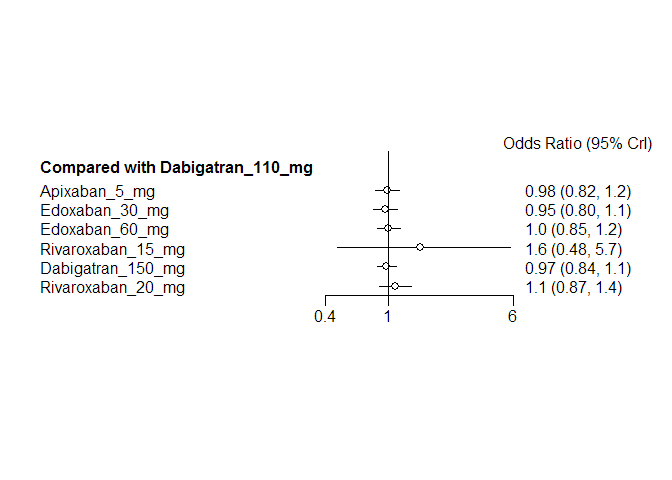 Odds Ratio (95% CrI)
Compared with Dabigatran_110_mg
Apixaban_5_mg 0.98 (0.82, 1.2)
Edoxaban_30_mg 0.95 (0.80, 1.1)
Edoxaban_60_mg 1.0 (0.85, 1.2)
Rivaroxaban_15_mg 1.6 (0.48, 5.7)
Dabigatran_150_mg 0.97 (0.84, 1.1)
Rivaroxaban_20_mg 1.1 (0.87, 1.4)
0.4 1 6